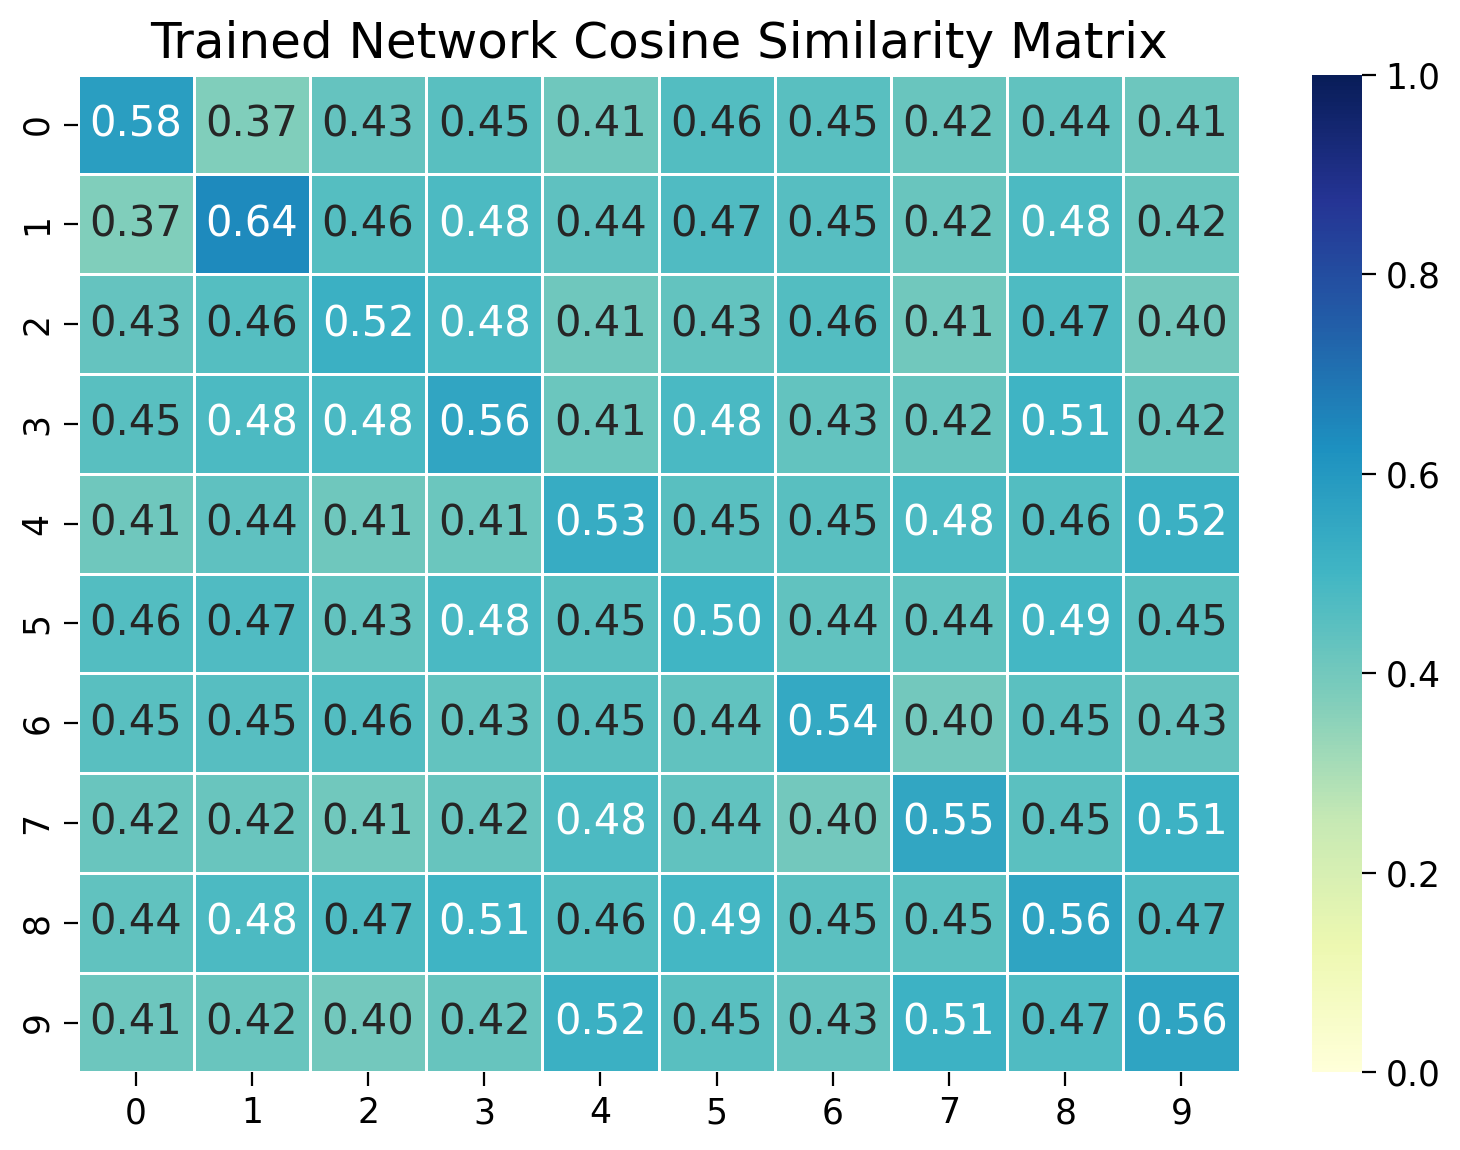 Trained Network Cosine Similarity Matrix
0 0.58 0.37 0.43 0.45 0.41 0.46 0.45 0.42 0.44 0.41
1 0.37 0.64 0.46 0.48 0.44 0.47 0.45 0.42 0.48 0.42
2 0.43 0.46 0.52 0.48 0.41 0.43 0.46 0.41 0.47 0.40
3 0.45 0.48 0.48 0.56 0.41 0.48 0.43 0.42 0.51 0.42
4 0.41 0.44 0.41 0.41 0.53 0.45 0.45 0.48 0.46 0.52
5 0.46 0.47 0.43 0.48 0.45 0.50 0.44 0.44 0.49 0.45
6 0.45 0.45 0.46 0.43 0.45 0.44 0.54 0.40 0.45 0.43
7 0.42 0.42 0.41 0.42 0.48 0.44 0.40 0.55 0.45 0.51
8 0.44 0.48 0.47 0.51 0.46 0.49 0.45 0.45 0.56 0.47
9 0.41 0.42 0.40 0.42 0.52 0.45 0.43 0.51 0.47 0.56
0 1 2 3 4 5 6 7 8 9
1.0
0.8
0.6
0.4
0.2
0.0